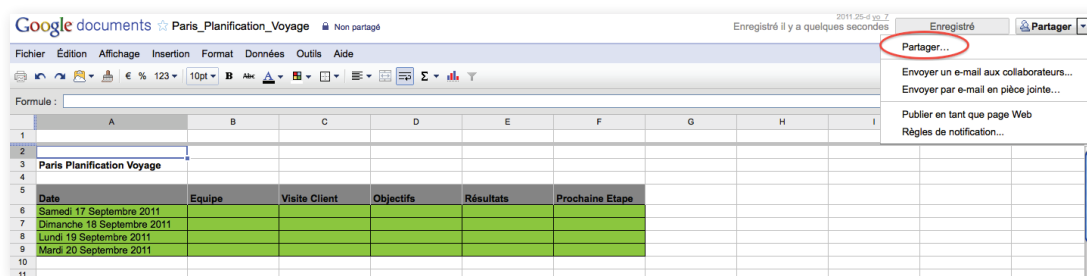 2011.25-d yo_7
Google documents Paris_Planification_Voyage Non partagé Enregistré il y a quelques secondes Enregistré Partager
Fichier Édition Affichage Insertion Format Données Outils Aide
Partager...
€ % 123 10pt B Abc A Σ
Envoyer un e-mail aux collaborateurs...
Envoyer par e-mail en pièce jointe...
Formule :
Publier en tant que page Web
A B C D E F G H I
Règles de notification...
1
2
3 Paris Planification Voyage
4
5 Date Equipe Visite Client Objectifs Résultats Prochaine Etape
6 Samedi 17 Septembre 2011
7 Dimanche 18 Septembre 2011
8 Lundi 19 Septembre 2011
9 Mardi 20 Septembre 2011
10
11